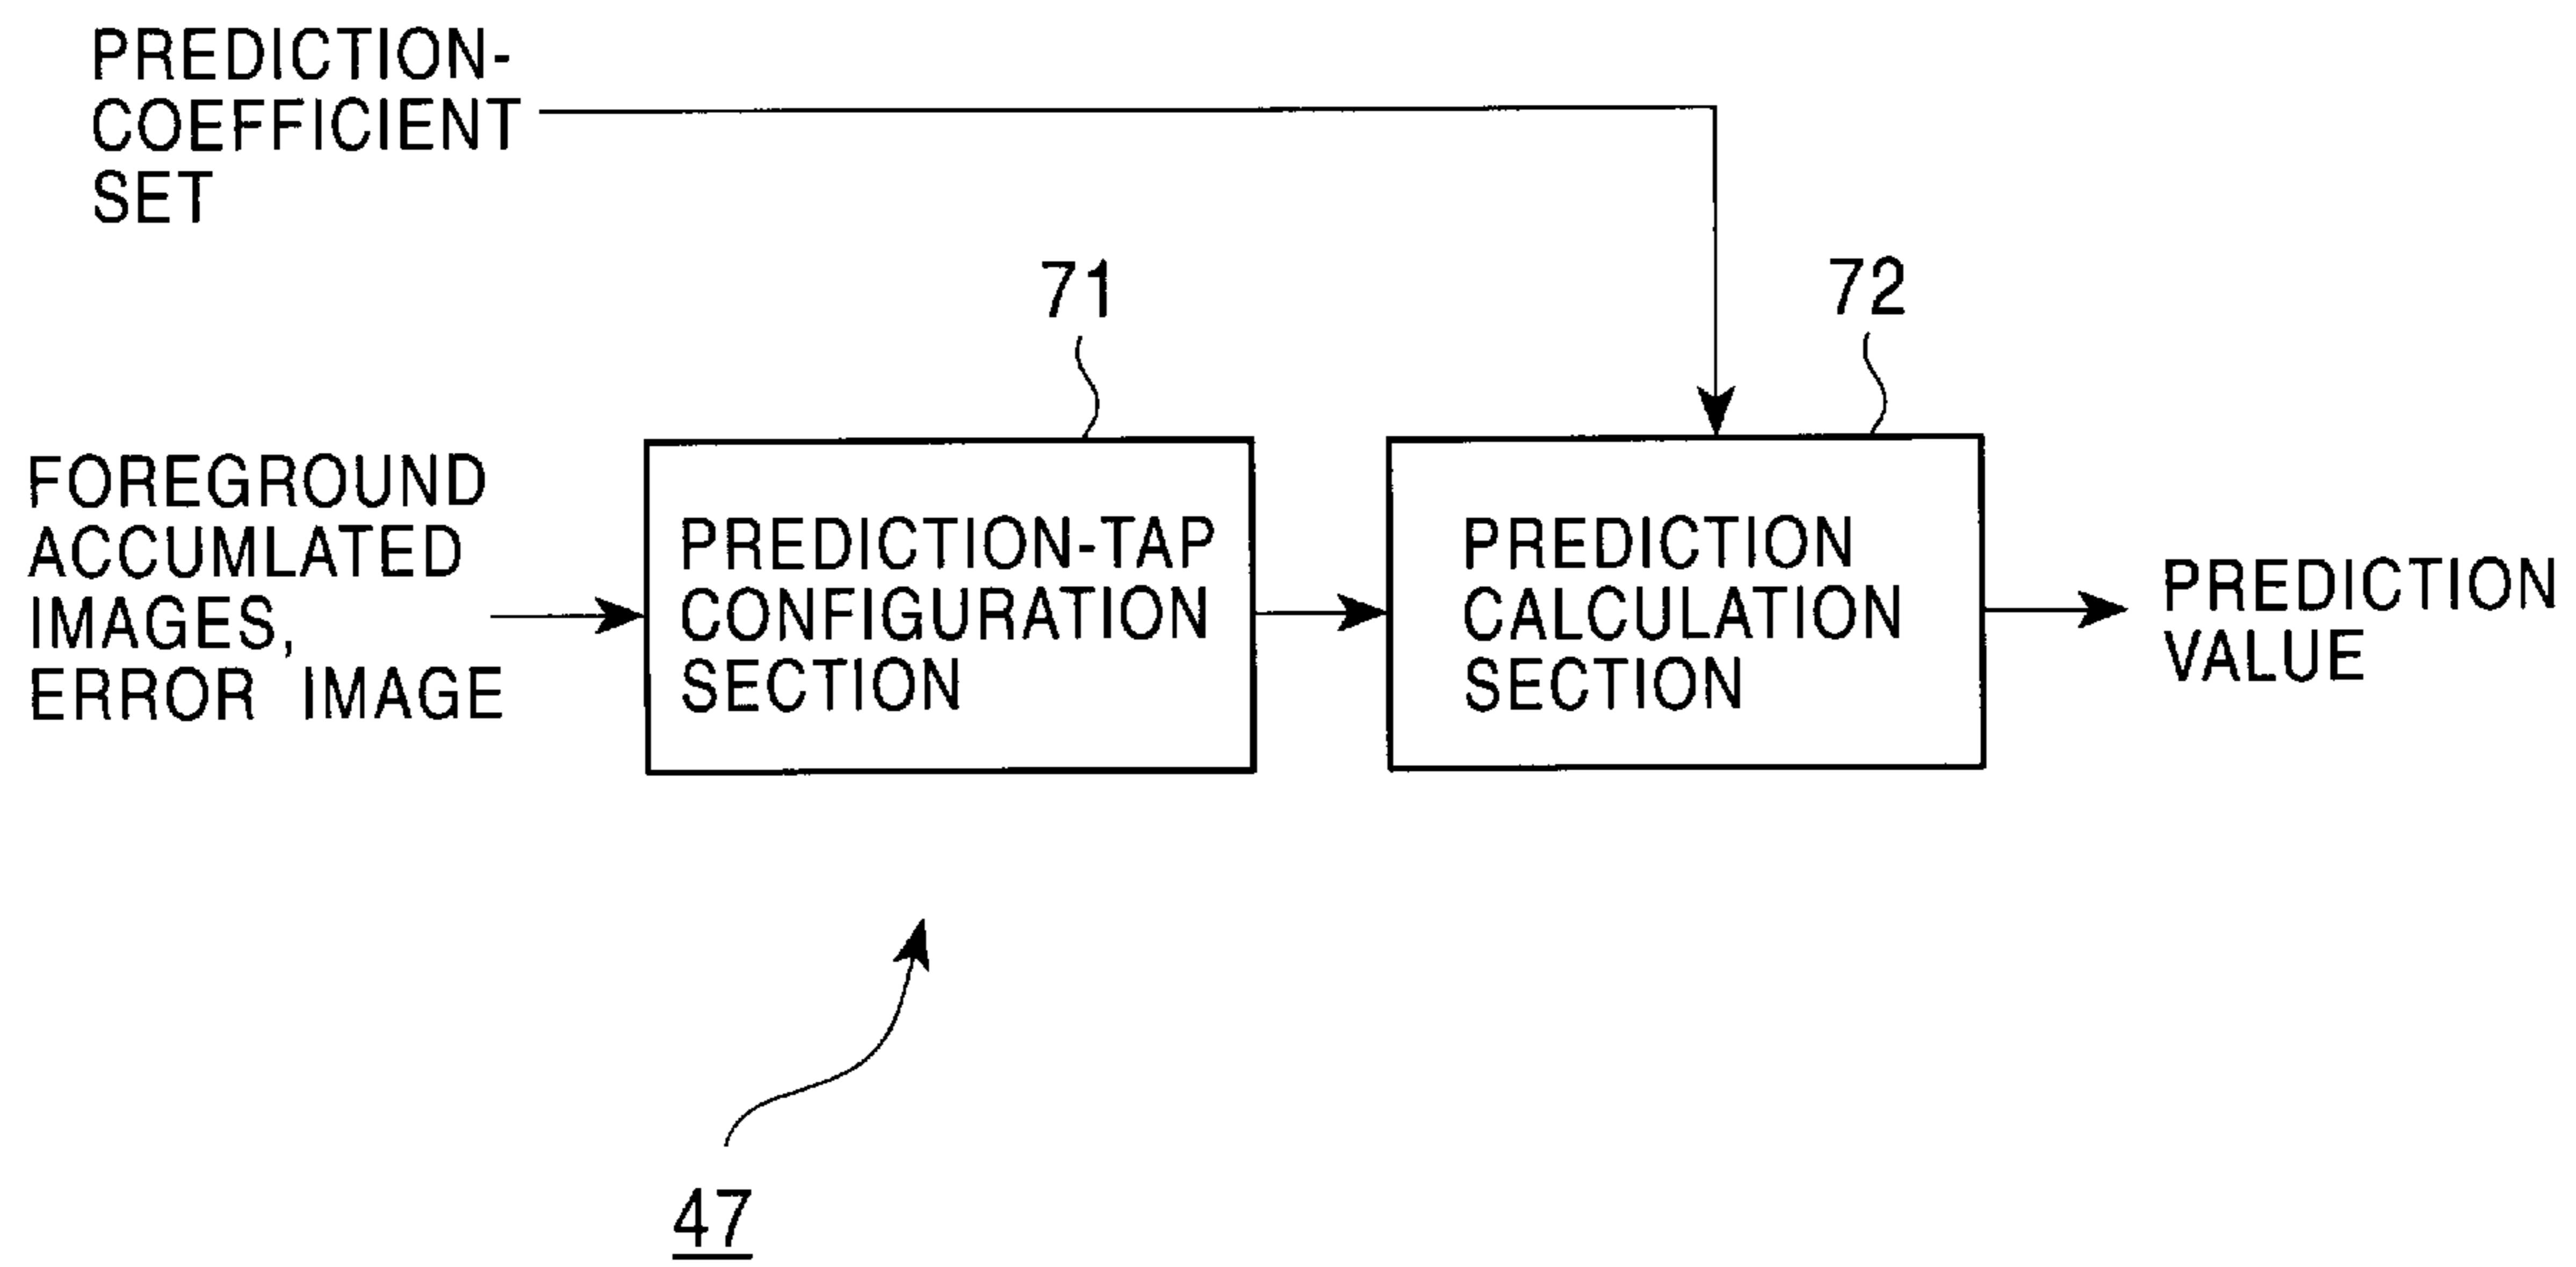 PREDICTION-
COEFFICIENT
SET
71
72
FOREGROUND
ACCUMLATED
IMAGES,
ERROR IMAGE
PREDICTION-TAP
CONFIGURATION
SECTION
PREDICTION
CALCULATION
SECTION
PREDICTION
VALUE
47